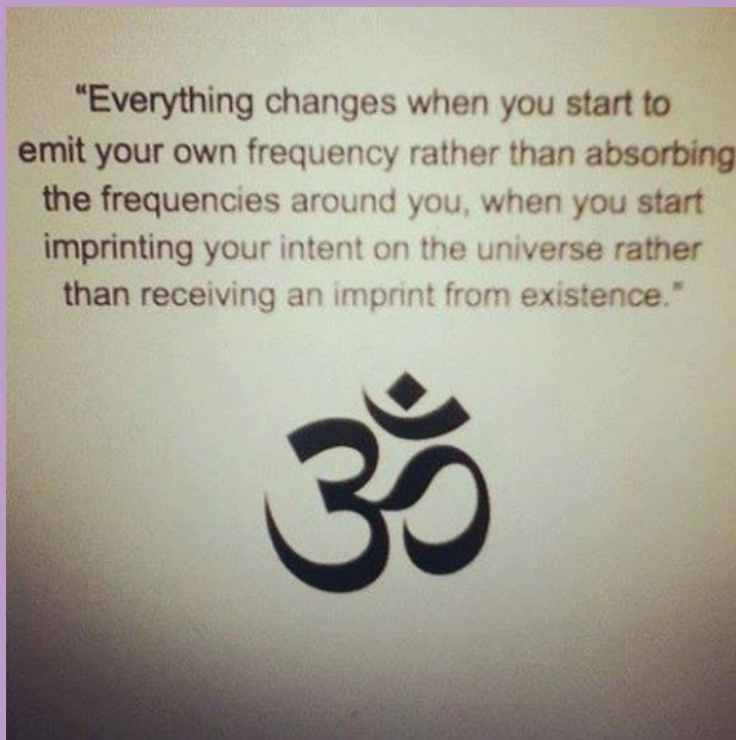 “Everything changes when you start to
emit your own frequency rather than absorbing
the frequencies around you, when you start
imprinting your intent on the universe rather
than receiving an imprint from existence.”
ॐ